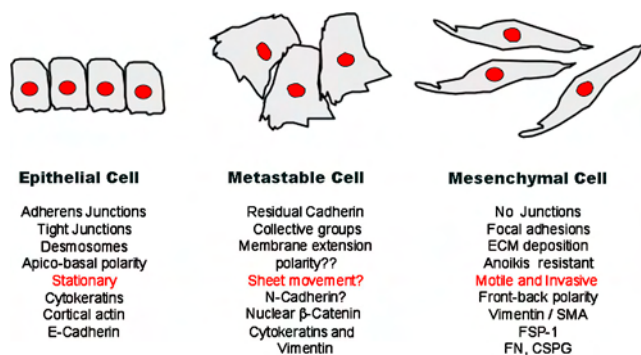 Epithelial Cell
Adherens Junctions
Tight Junctions
Desmosomes
Apico-basal polarity
Stationary
Cytokeratins
Cortical actin
E-Cadherin
Metastable Cell
Residual Cadherin
Collective groups
Membrane extension
polarity??
Sheet movement?
N-Cadherin?
Nuclear β-Catenin
Cytokeratins and
Vimentin
Mesenchymal Cell
No Junctions
Focal adhesions
ECM deposition
Anoikis resistant
Motile and Invasive
Front-back polarity
Vimentin / SMA
FSP-1
FN, CSPG